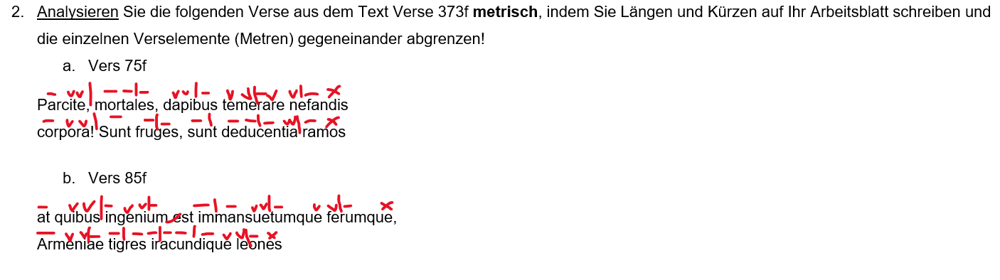 2. Analysieren Sie die folgenden Verse aus dem Text Verse 373f metrisch, indem Sie Längen und Kürzen auf Ihr Arbeitsblatt schreiben und
die einzelnen Verselemente (Metren) gegeneinander abgrenzen!
a. Vers 75f
Parcite, mortales, dapibus temerare nefandis
corpora! Sunt fruges, sunt deducentia ramos
b. Vers 85f
at quibus ingenium est immansuetumque ferumque,
Armeniae tigres iracundique leones